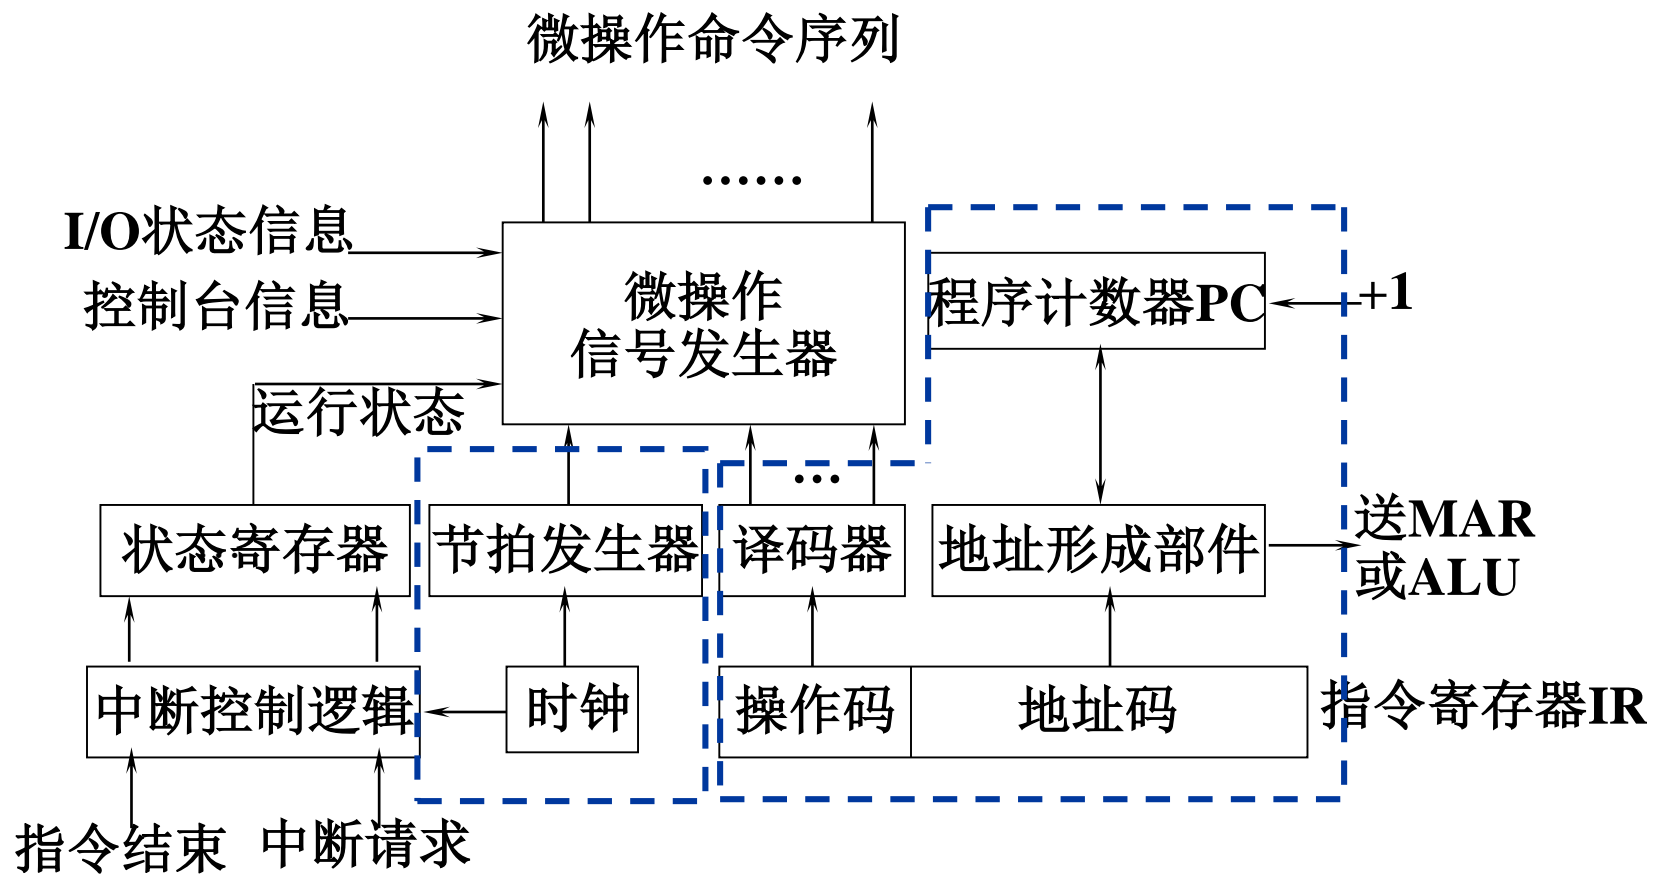 微操作命令序列
……
I/O状态信息
控制台信息
微操作
信号发生器
程序计数器PC
+1
运行状态
…
状态寄存器
节拍发生器
译码器
地址形成部件
送MAR
或ALU
中断控制逻辑
时钟
操作码
地址码
指令寄存器IR
指令结束
中断请求